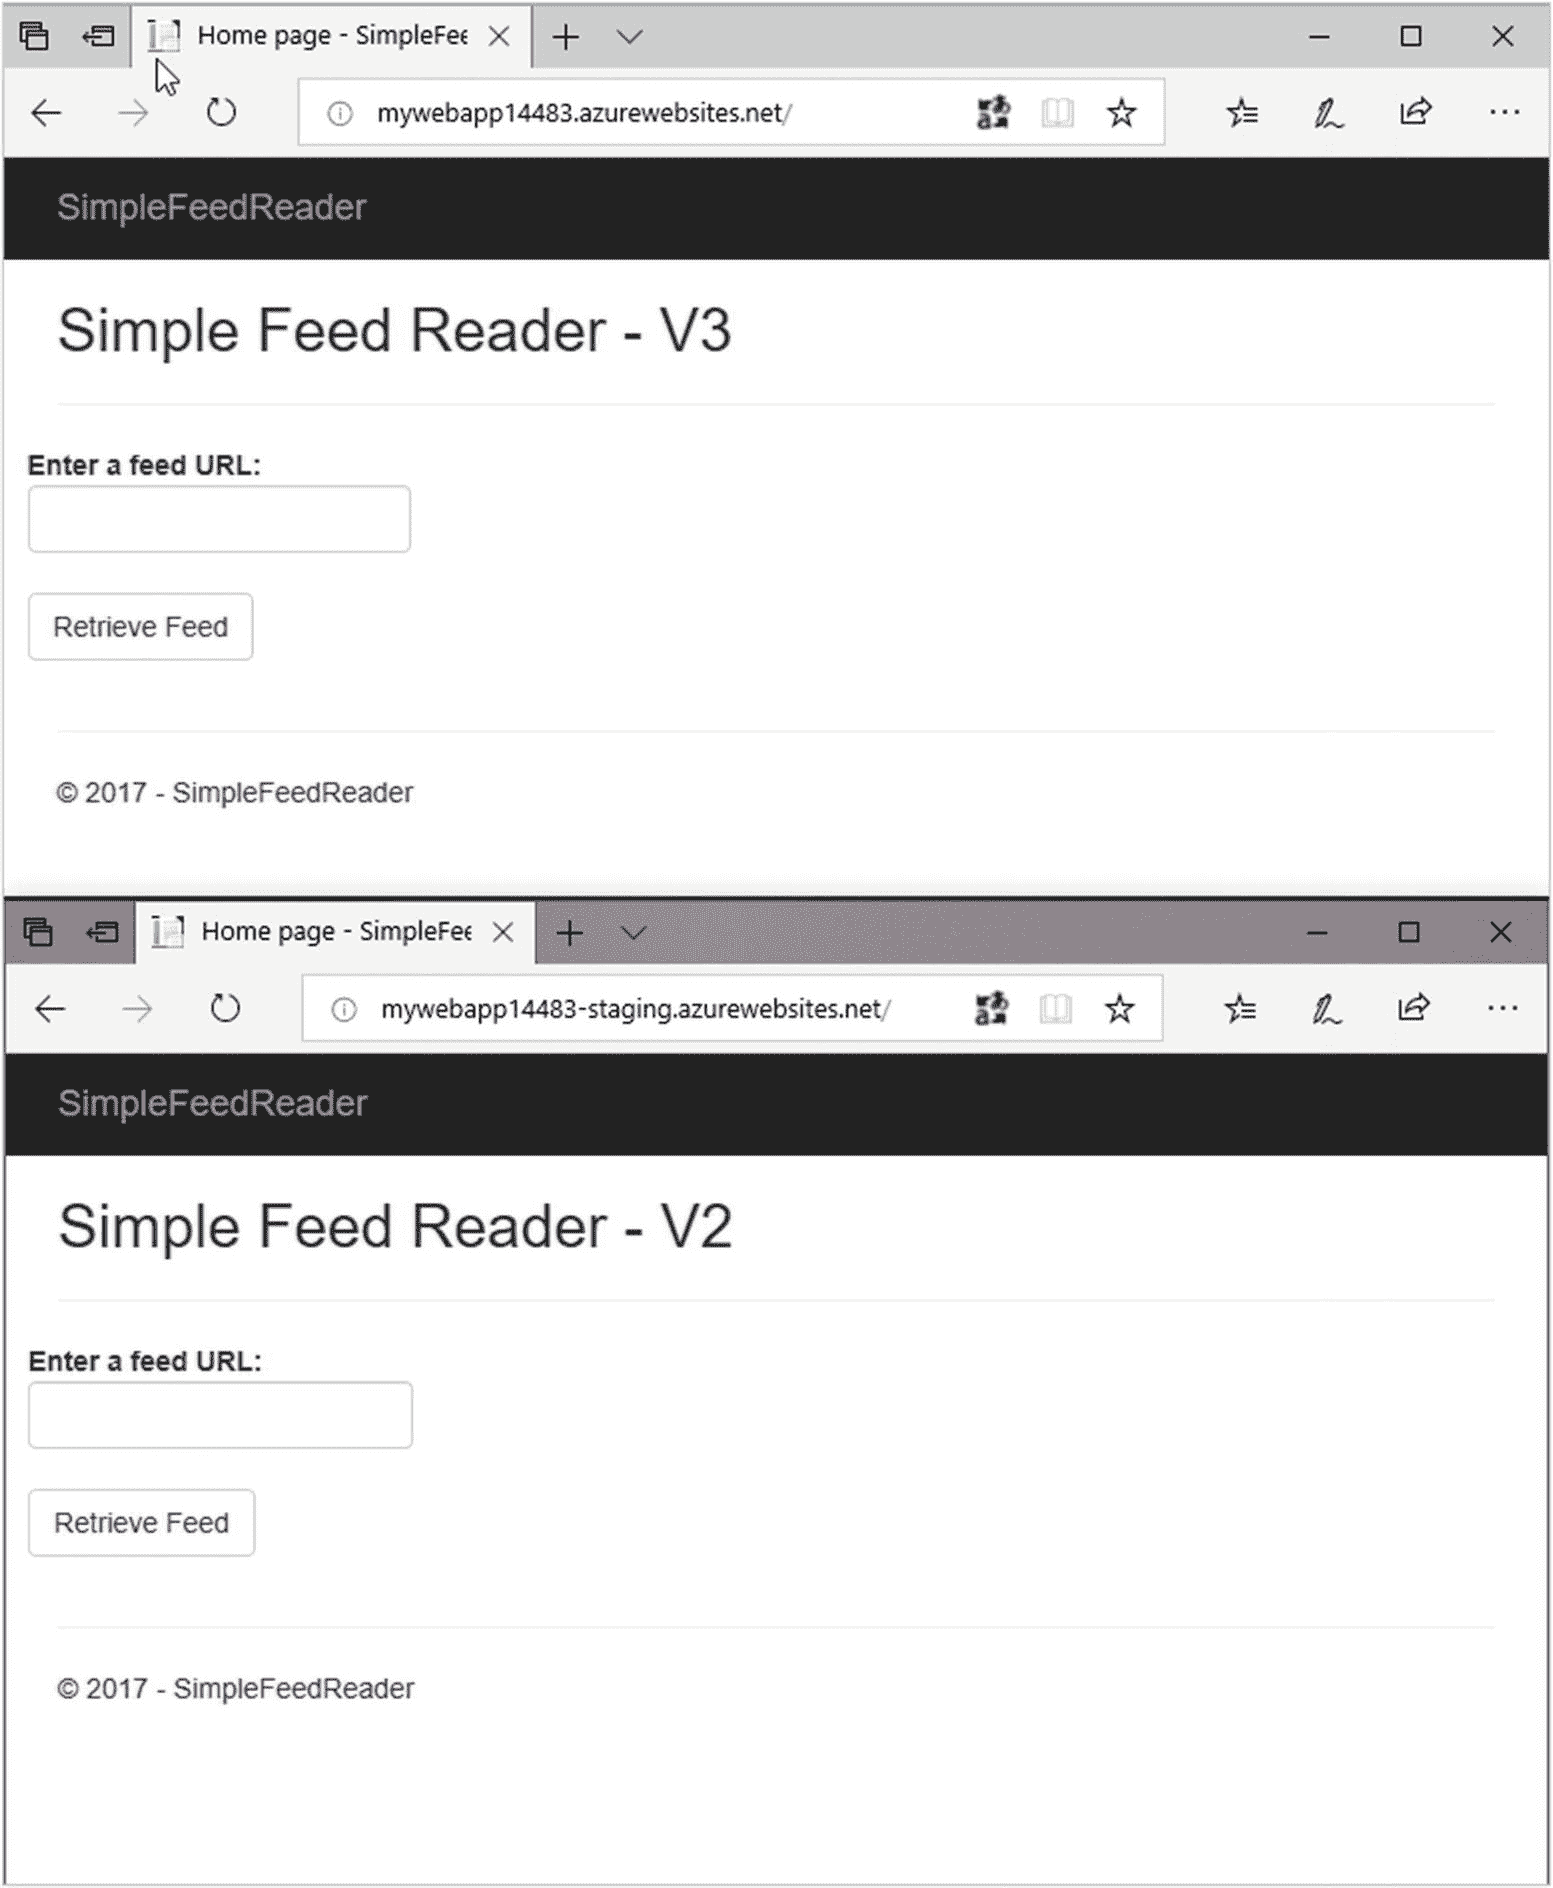 Home page - SimpleFee
mywebapp14483.azurewebsites.net/
SimpleFeedReader
Simple Feed Reader - V3
Enter a feed URL:
Retrieve Feed
© 2017 - SimpleFeedReader
Home page - SimpleFee
mywebapp14483-staging.azurewebsites.net/
SimpleFeedReader
Simple Feed Reader - V2
Enter a feed URL:
Retrieve Feed
© 2017 - SimpleFeedReader